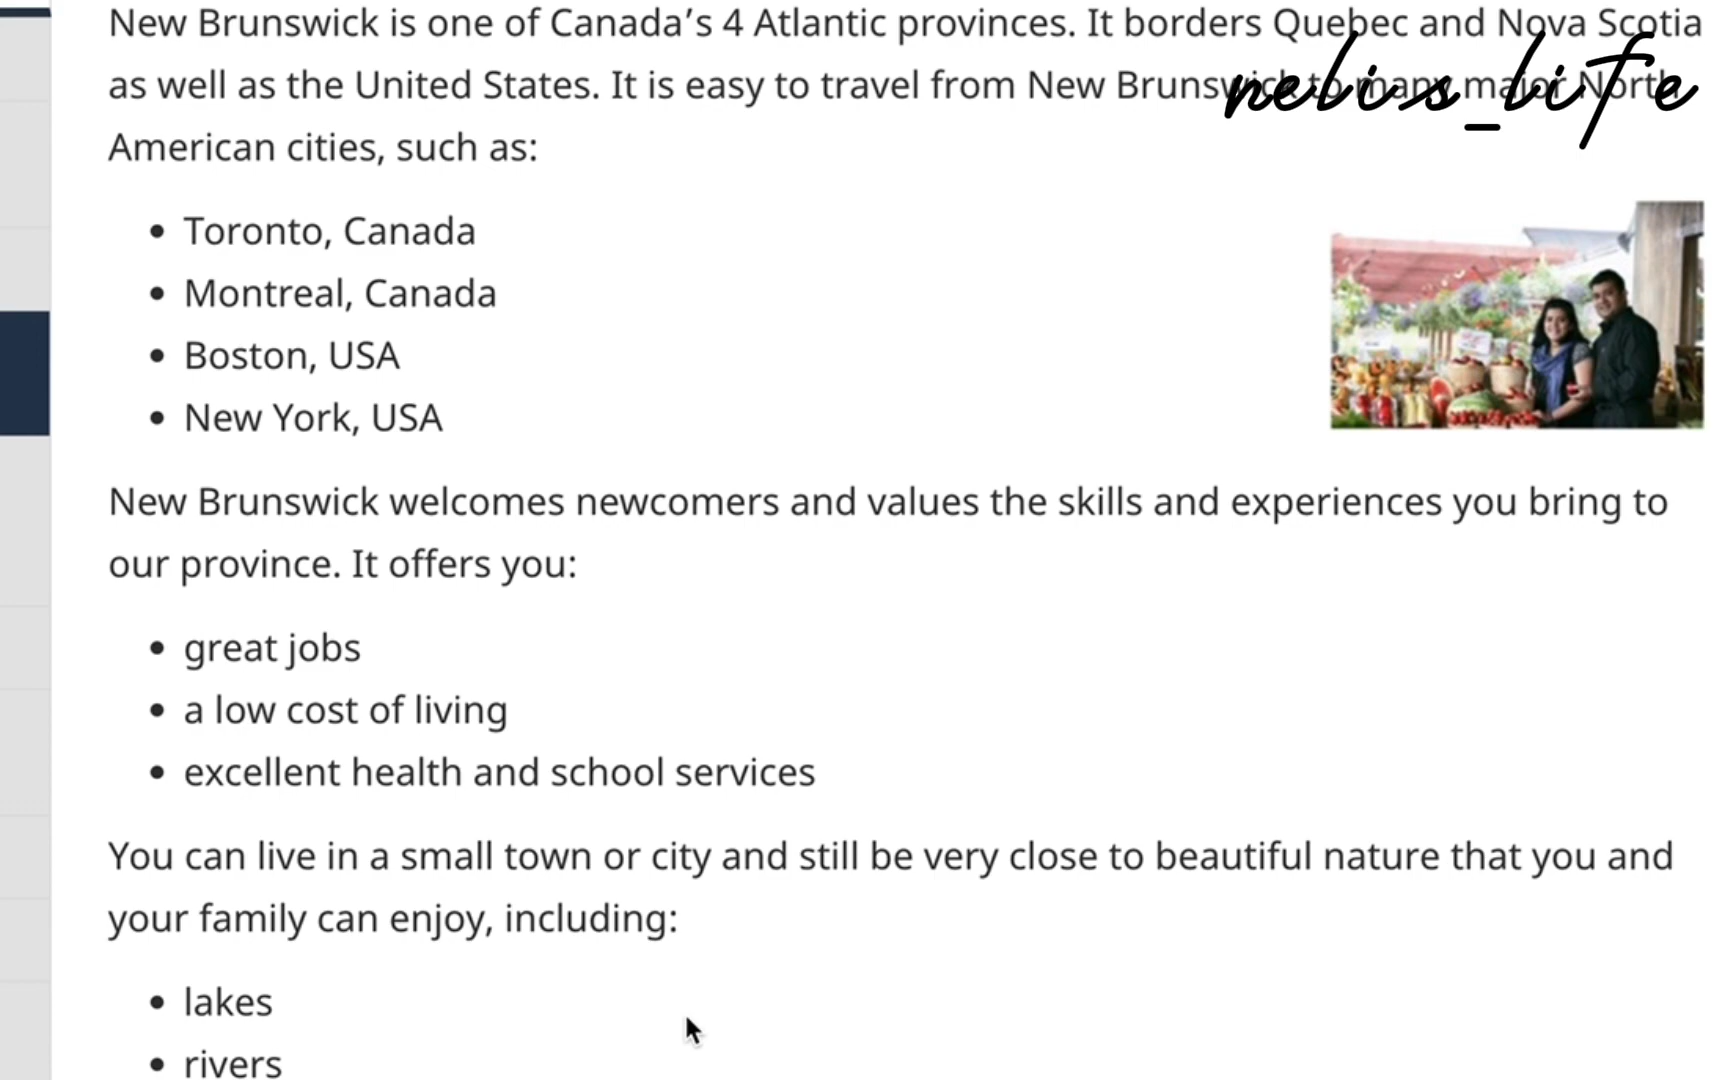 New Brunswick is one of Canada’s 4 Atlantic provinces. It borders Quebec and Nova Scotia
as well as the United States. It is easy to travel from New Brunswick to many major North
nelis_life
American cities, such as:
• Toronto, Canada
• Montreal, Canada
• Boston, USA
• New York, USA
New Brunswick welcomes newcomers and values the skills and experiences you bring to
our province. It offers you:
• great jobs
• a low cost of living
• excellent health and school services
You can live in a small town or city and still be very close to beautiful nature that you and
your family can enjoy, including:
• lakes
• rivers